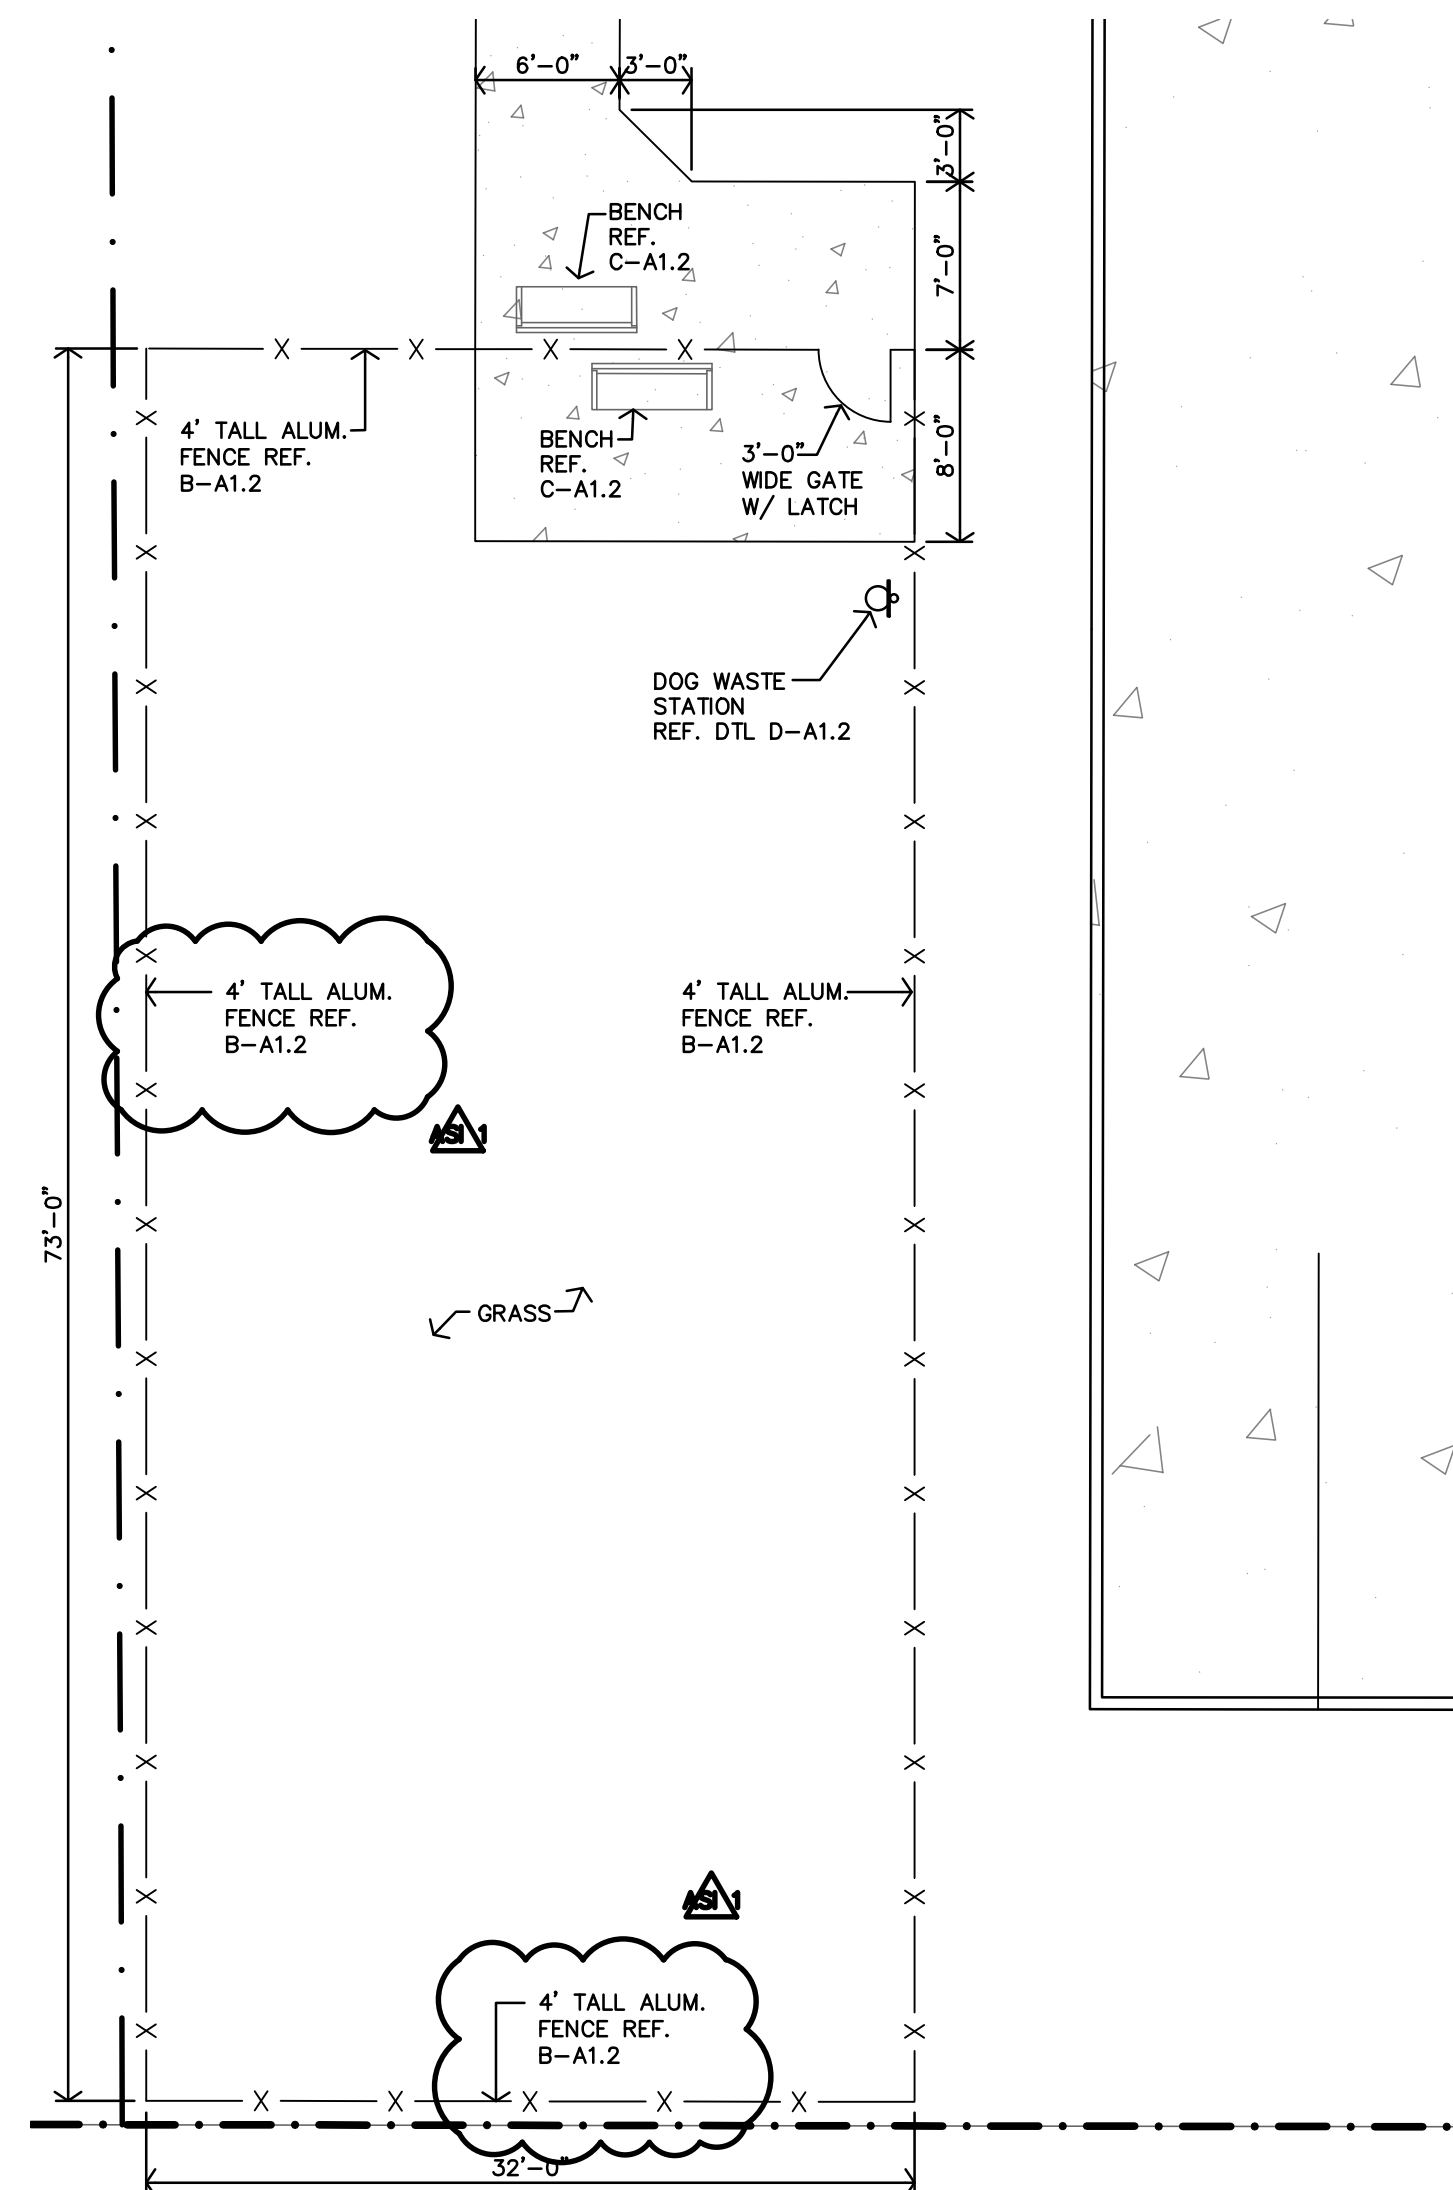 6'-0"
3'-0"
3'-0"
BENCH
REF.
C-A1.2
7'-0"
4' TALL ALUM.
FENCE REF.
B-A1.2
BENCH
REF.
C-A1.2
3'-0"
WIDE GATE
W/ LATCH
8'-0"
DOG WASTE
STATION
REF. DTL D-A1.2
4' TALL ALUM.
FENCE REF.
B-A1.2
4' TALL ALUM.
FENCE REF.
B-A1.2
ASI 1
73'-0"
GRASS
ASI 1
4' TALL ALUM.
FENCE REF.
B-A1.2
32'-0"